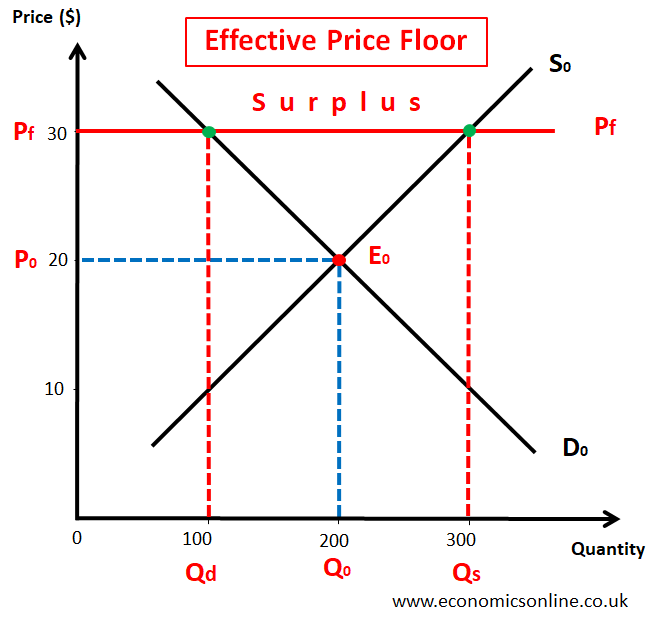 Price ($)
Effective Price Floor
S₀
Surplus
Pf 30
Pf
P₀ 20
E₀
10
D₀
0 100 200 300
Quantity
Qd Q₀ Qs
www.economicsonline.co.uk